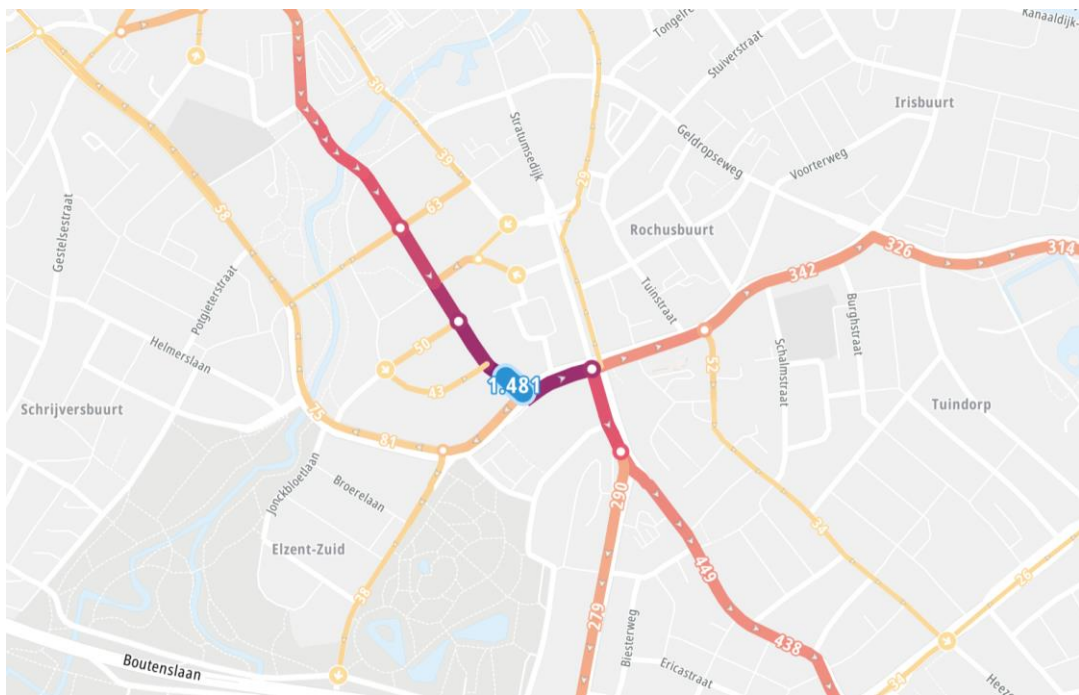 Kanaaldijk-
Tongelre
Stuiverstraat
30
Irisbuurt
Stratumsedijk
Geldropseweg
39
Voorterweg
29
63
58
Gestelsestraat
Rochusbuurt
326
314
342
Potgieterstraat
Tuinstraat
Burghstraat
50
52
Helmerslaan
Schalmstraat
1.481
43
Schrijversbuurt
75
81
Tuindorp
Jonckbloetlaan
Broerelaan
290
34
Elzent-Zuid
449
26
38
279
Biesterweg
438
Boutenslaan
Ericastraat
34
Heez